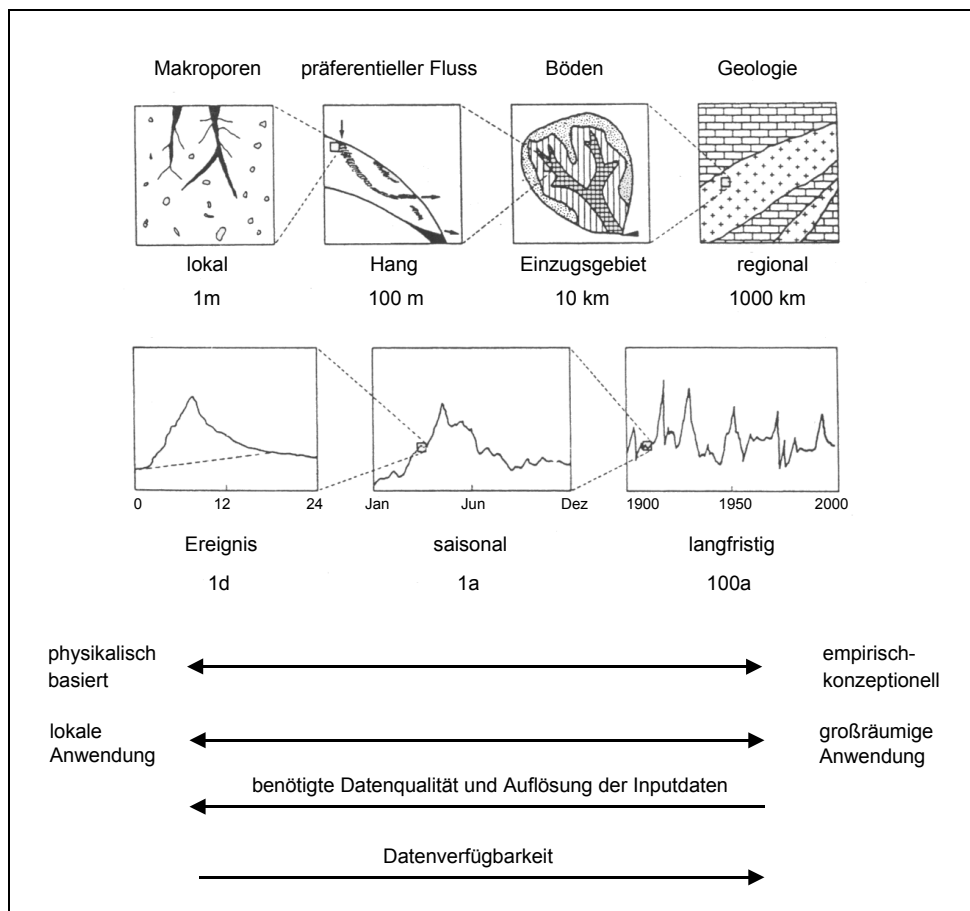 Makroporen präferentieller Fluss Böden Geologie
lokal Hang Einzugsgebiet regional
1m 100 m 10 km 1000 km
0 12 24 Jan Jun Dez 1900 1950 2000
Ereignis saisonal langfristig
1d 1a 100a
physikalisch empirisch-
basiert konzeptionell
lokale großräumige
Anwendung Anwendung
benötigte Datenqualität und Auflösung der Inputdaten
Datenverfügbarkeit